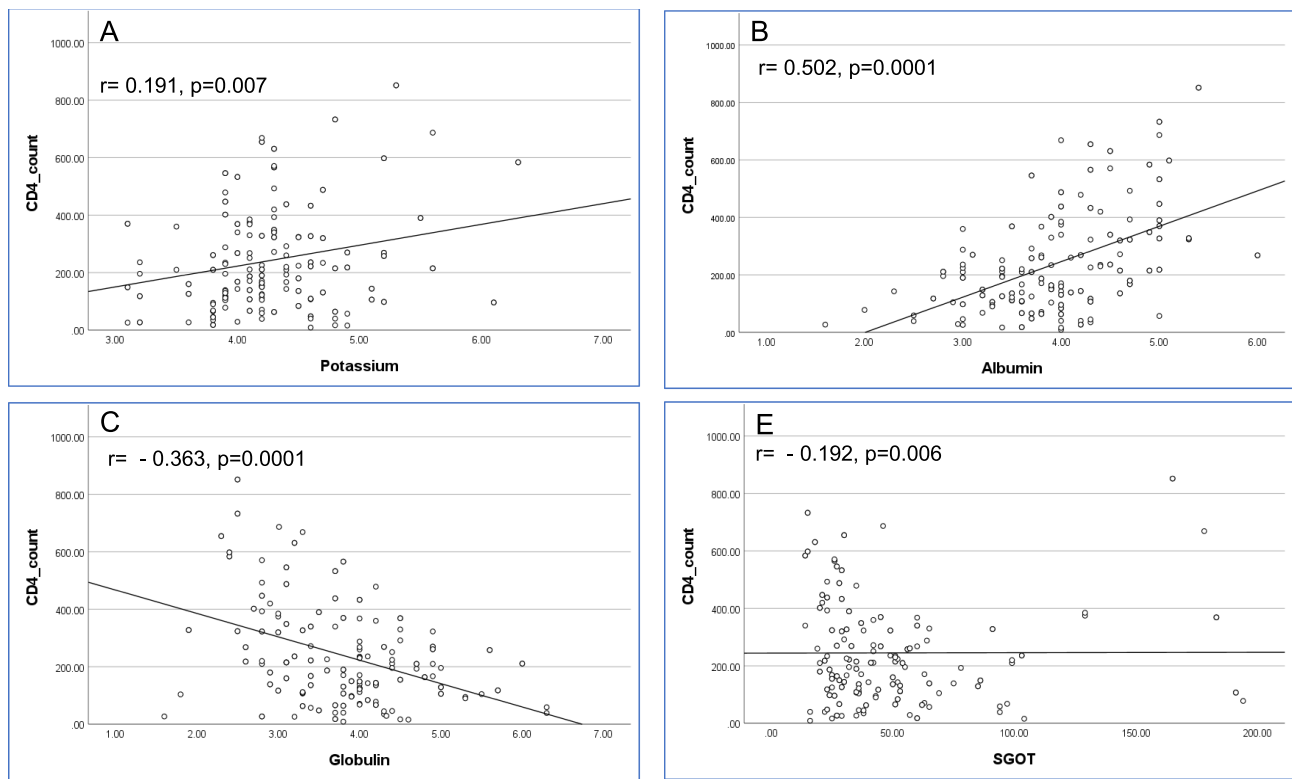 A
r= 0.191, p=0.007
CD4_count
1000.00
800.00
600.00
400.00
200.00
.00
3.00 4.00 5.00 6.00 7.00
Potassium
B
r= 0.502, p=0.0001
CD4_count
1000.00
800.00
600.00
400.00
200.00
.00
1.00 2.00 3.00 4.00 5.00 6.00
Albumin
C
r= - 0.363, p=0.0001
CD4_count
1000.00
800.00
600.00
400.00
200.00
.00
1.00 2.00 3.00 4.00 5.00 6.00 7.00
Globulin
E
r= - 0.192, p=0.006
CD4_count
1000.00
800.00
600.00
400.00
200.00
.00
.00 50.00 100.00 150.00 200.00
SGOT